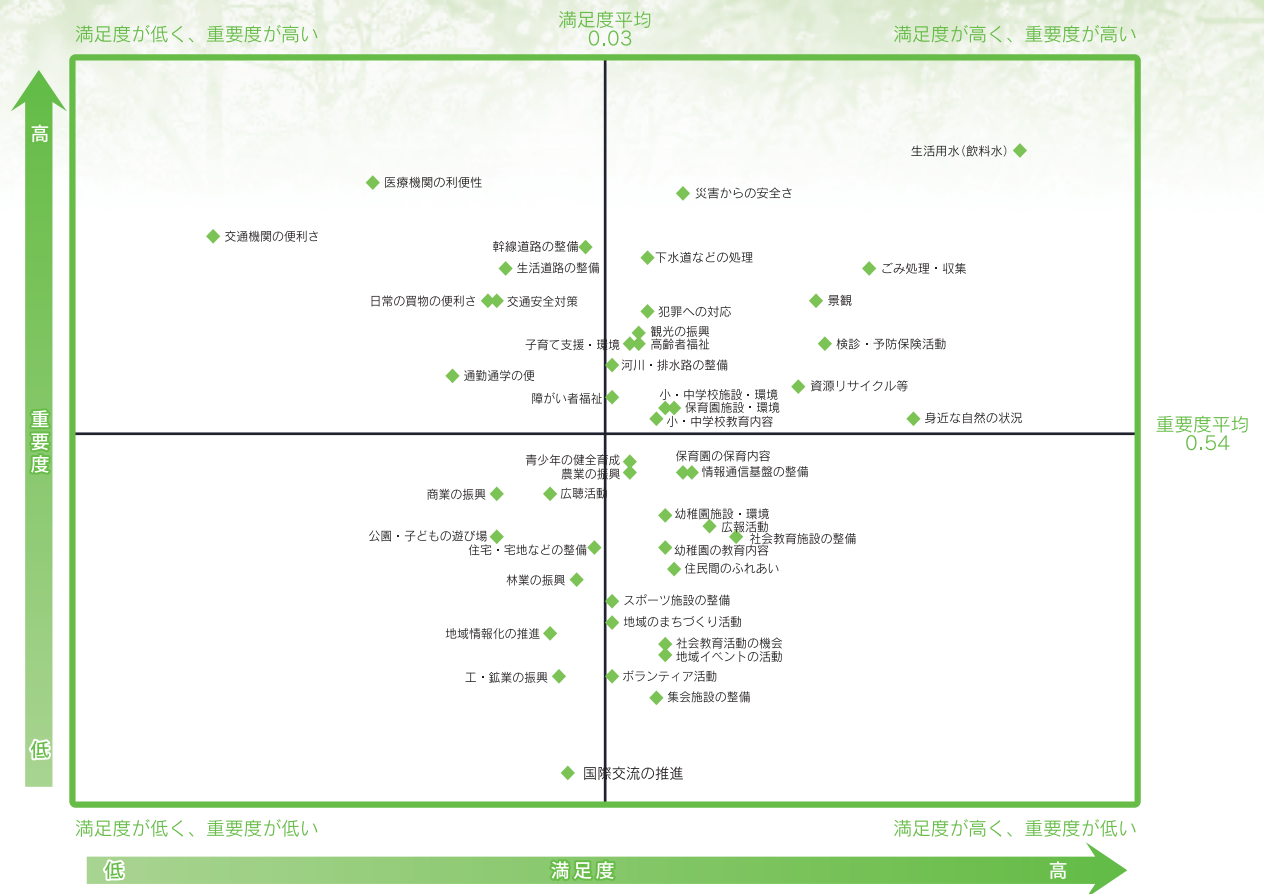 満足度平均
0.03
満足度が低く、重要度が高い
満足度が高く、重要度が高い
高
生活用水(飲料水)
医療機関の利便性
災害からの安全さ
交通機関の便利さ
幹線道路の整備
下水道などの処理
生活道路の整備
ごみ処理・収集
日常の買物の便利さ
交通安全対策
景観
犯罪への対応
観光の振興
子育て支援・環境
高齢者福祉
検診・予防保険活動
河川・排水路の整備
通勤通学の便
資源リサイクル等
障がい者福祉
小・中学校施設・環境
保育園施設・環境
小・中学校教育内容
身近な自然の状況
重要度
重要度平均
0.54
青少年の健全育成
保育園の保育内容
農業の振興
情報通信基盤の整備
商業の振興
広聴活動
幼稚園施設・環境
広報活動
公園・子どもの遊び場
社会教育施設の整備
住宅・宅地などの整備
幼稚園の教育内容
住民間のふれあい
林業の振興
スポーツ施設の整備
地域のまちづくり活動
地域情報化の推進
社会教育活動の機会
地域イベントの活動
工・鉱業の振興
ボランティア活動
集会施設の整備
低
国際交流の推進
満足度が低く、重要度が低い
満足度が高く、重要度が低い
低
満足度
高